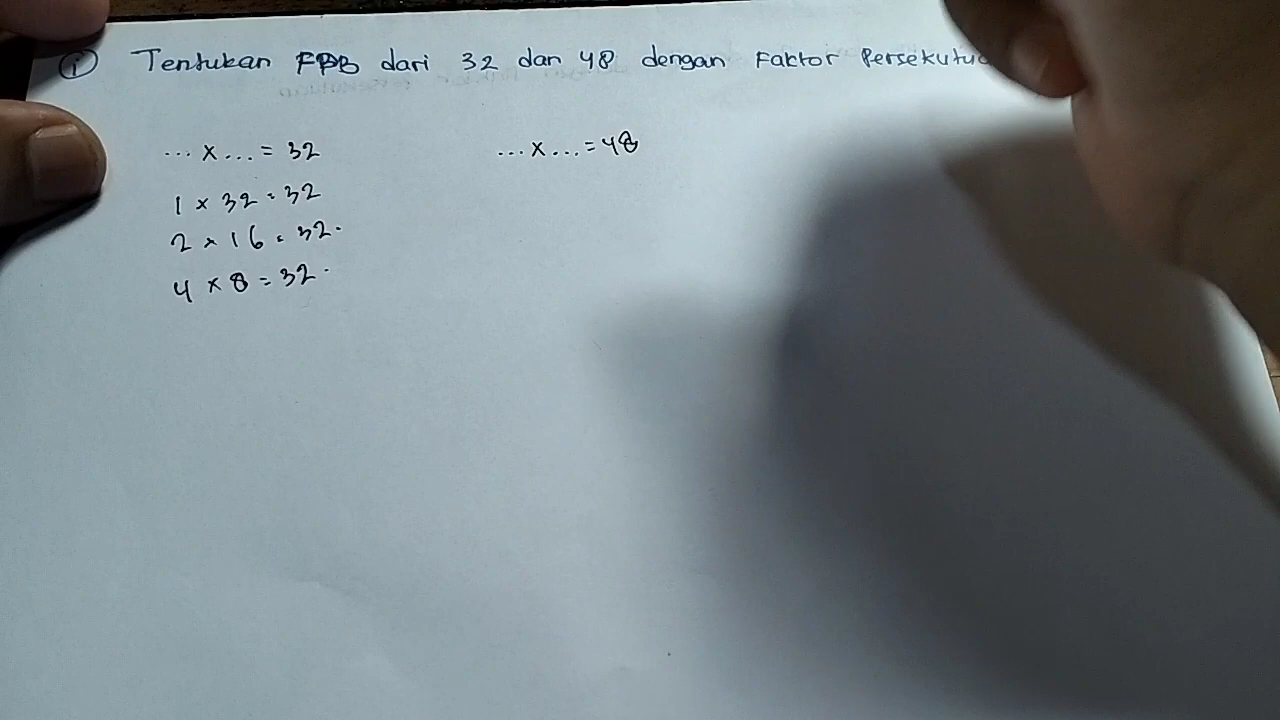 ① Tentukan FPB dari 32 dan 48 dengan Faktor
... x ... = 32
1 x 32 = 32
2 x 16 = 32.
4 x 8 = 32.
... x ... = 48